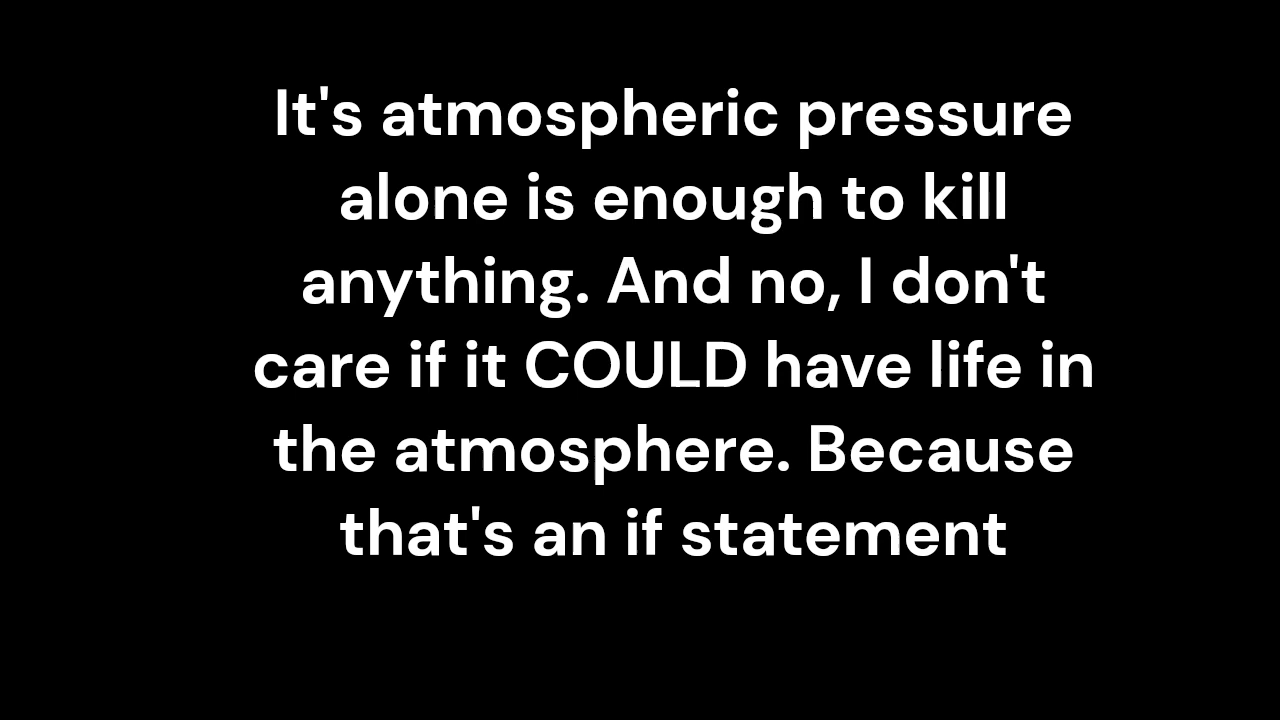 It's atmospheric pressure
alone is enough to kill
anything. And no, I don't
care if it COULD have life in
the atmosphere. Because
that's an if statement